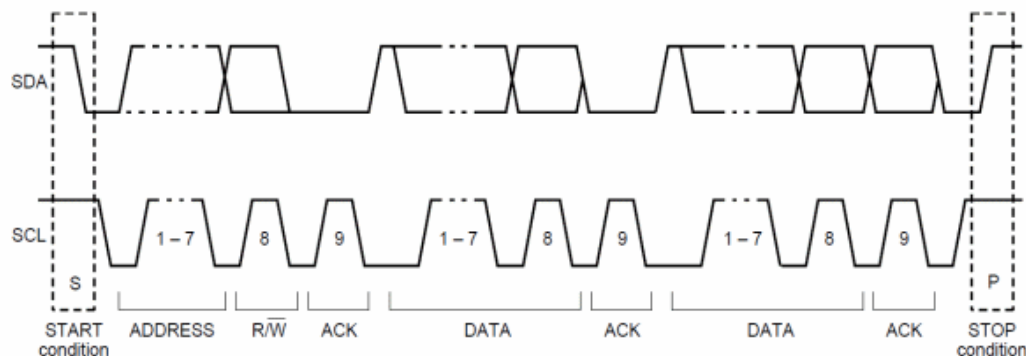 SDA
SCL
1 – 7 8 9 1 – 7 8 9 1 – 7 8 9
S P
START condition ADDRESS R/W̅ ACK DATA ACK DATA ACK STOP condition